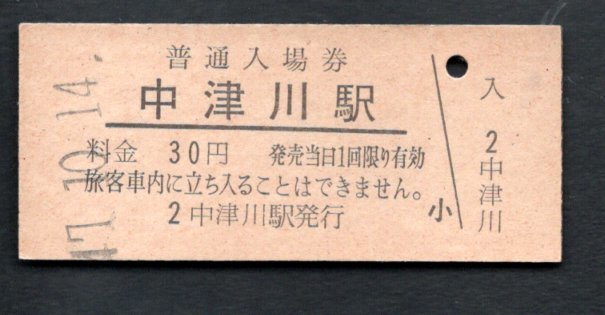 普通入場券
中津川駅
料金 30円 発売当日1回限り有効
旅客車内に立ち入ることはできません。
2中津川駅発行
小
入
2中津川
47.10.14.